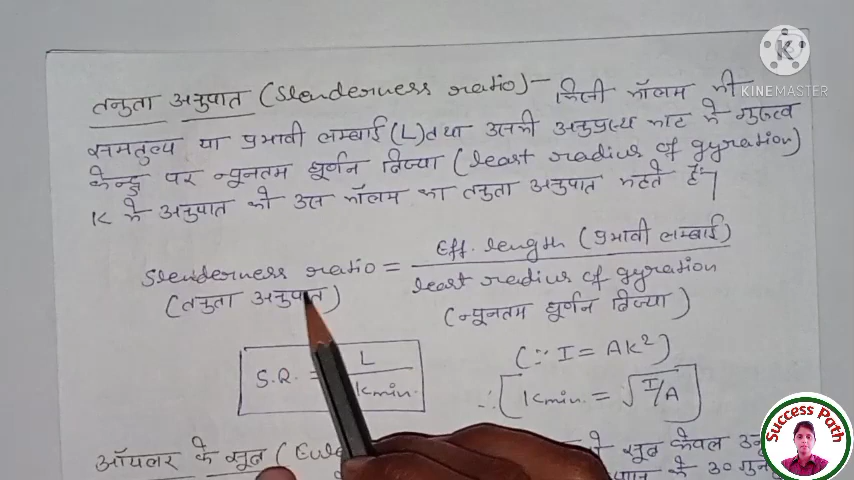 K
KINEMASTER
तनुता अनुपात (Slenderness ratio) – किसी कॉलम की
समतुल्य या प्रभावी लम्बाई (L) तथा उसकी अनुप्रस्थ काट के गुरुत्व
केन्द्र पर न्यूनतम घूर्णन त्रिज्या (least radius of gyration)
K के अनुपात को उस कॉलम का तनुता अनुपात कहते हैं।
Slenderness ratio = Eff. length (प्रभावी लम्बाई) / least radius of gyration
(तनुता अनुपात)
(न्यूनतम घूर्णन त्रिज्या)
S.R. = L / Kmin.
(∵ I = AK²)
∴ Kmin. = √I/A
ऑयलर के सूत्र (Eule
सूत्र केवल
के 30 गुने
Success Path